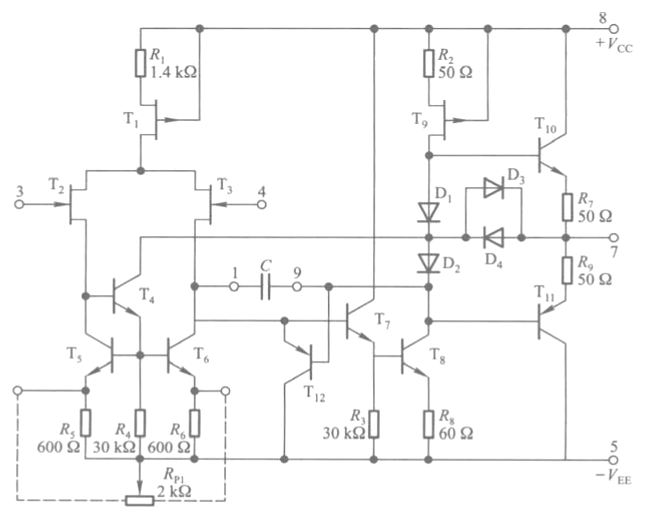 8
+V_CC
R_1
1.4 kΩ
R_2
50 Ω
T_1
T_9
T_10
3
T_2
T_3
4
D_1
D_3
R_7
50 Ω
7
1
C
9
D_2
D_4
R_9
50 Ω
T_4
T_7
T_11
T_5
T_6
T_8
T_12
R_5
600 Ω
R_4
30 kΩ
R_6
600 Ω
R_3
30 kΩ
R_8
60 Ω
5
-V_EE
R_P1
2 kΩ